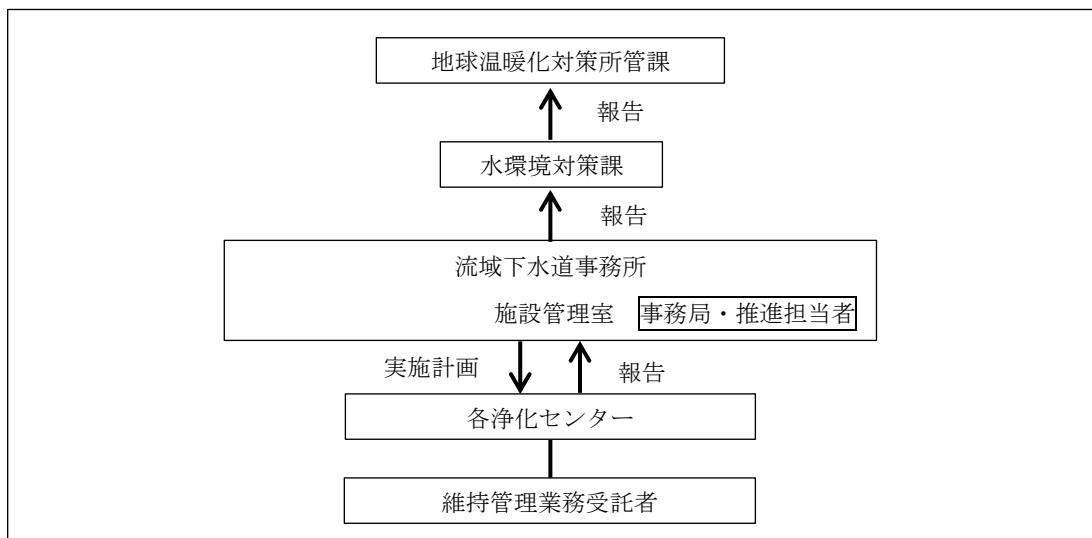 地球温暖化対策所管課
報告
水環境対策課
報告
流域下水道事務所
施設管理室 事務局・推進担当者
実施計画 報告
各浄化センター
維持管理業務受託者